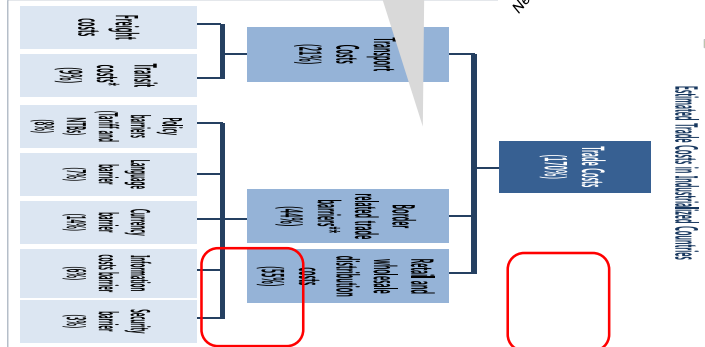 Estimated Trade Costs in Industrialized Countries
Trade Costs
(170%)
Transport
Costs
(21%)
Border
related trade
barriers**
(44%)
Retail and
wholesale
distribution
costs
(55%)
Freight
costs
Transit
costs*
(9%)
Policy
barriers
(Tariff and
NTBs)
(8%)
Language
barrier
(7%)
Currency
barrier
(14%)
Information
costs barrier
(6%)
Security
barrier
(3%)
Ne